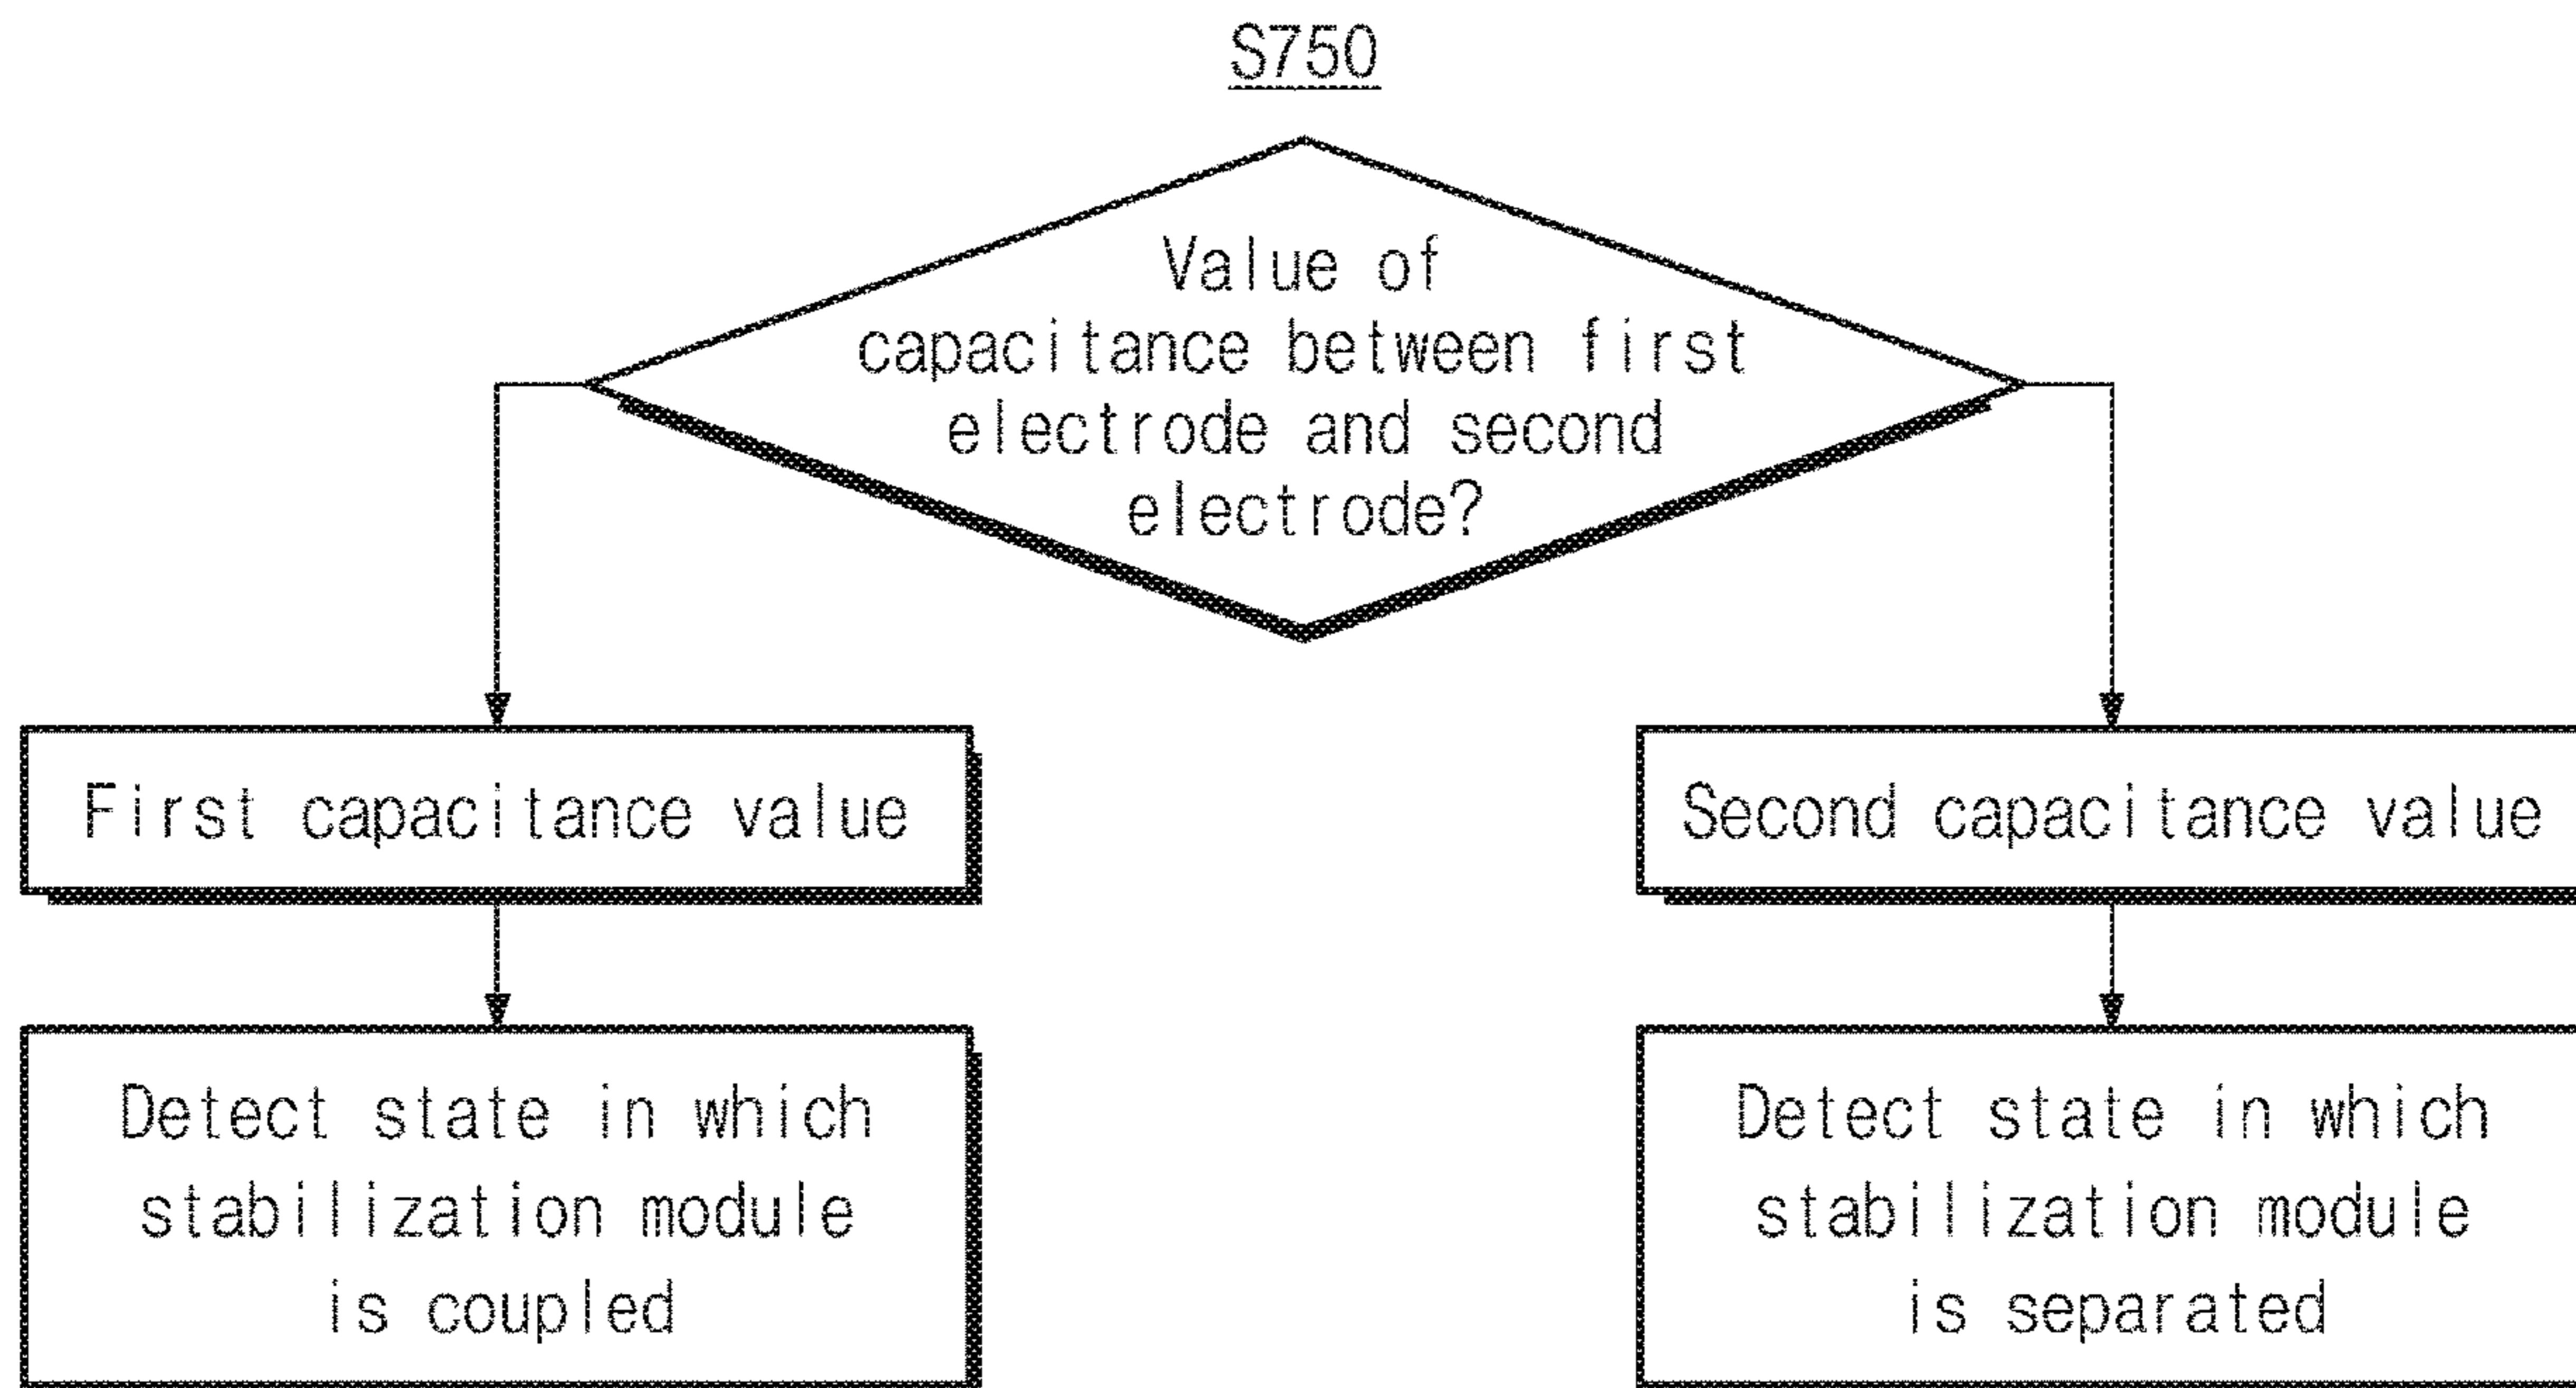 S750
Value of
capacitance between first
electrode and second
electrode?
First capacitance value
Second capacitance value
Detect state in which
stabilization module
is coupled
Detect state in which
stabilization module
is separated